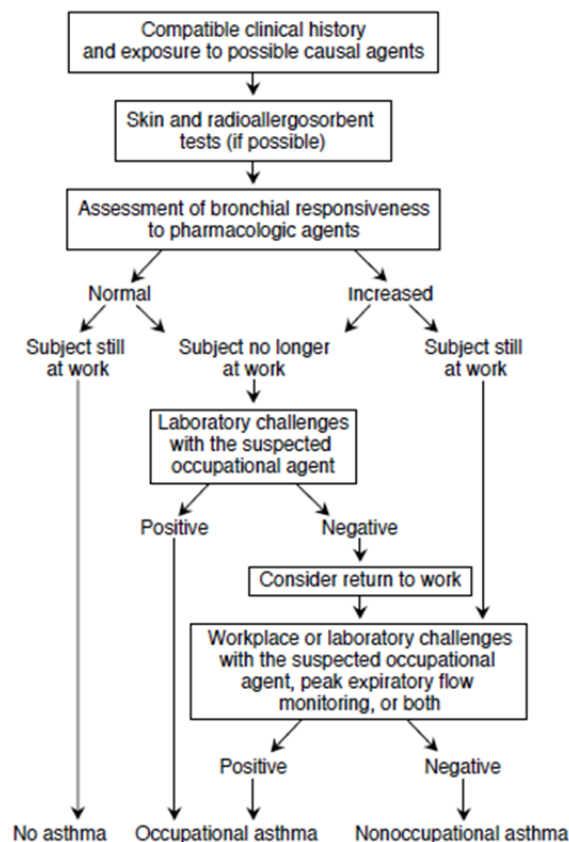 Compatible clinical history
and exposure to possible causal agents
Skin and radioallergosorbent
tests (if possible)
Assessment of bronchial responsiveness
to pharmacologic agents
Normal
Increased
Subject still
at work
Subject no longer
at work
Subject still
at work
Laboratory challenges
with the suspected
occupational agent
Positive
Negative
Consider return to work
Workplace or laboratory challenges
with the suspected occupational
agent, peak expiratory flow
monitoring, or both
Positive
Negative
No asthma
Occupational asthma
Nonoccupational asthma